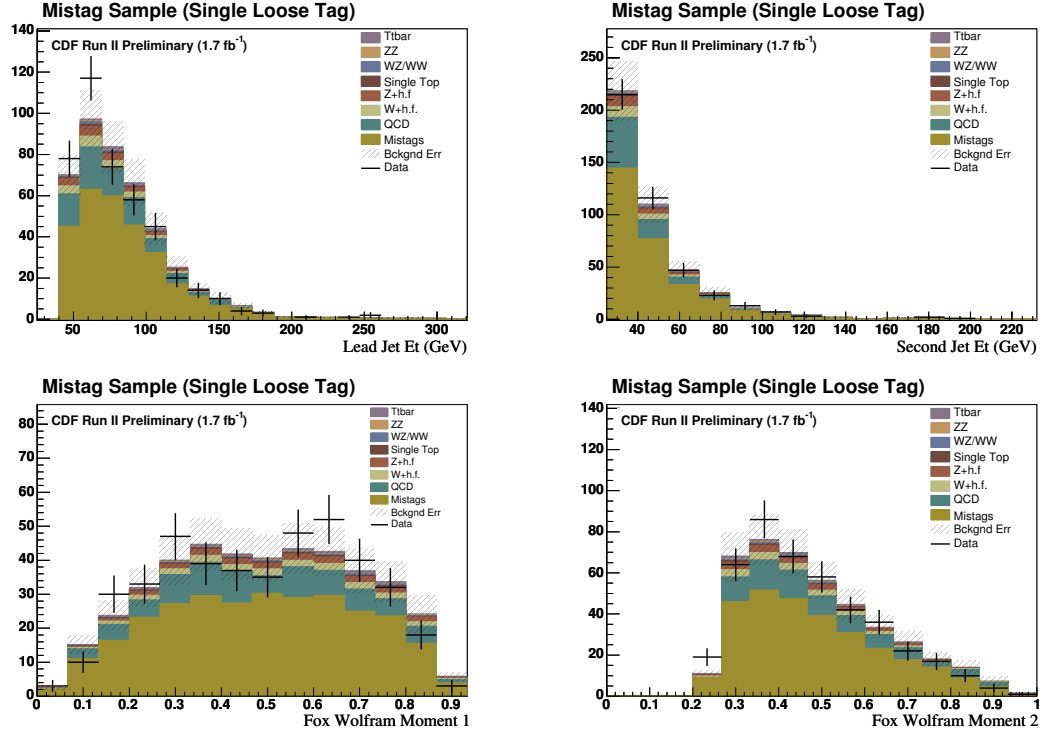 Mistag Sample (Single Loose Tag)
140
120
100
80
60
40
20
0
CDF Run II Preliminary (1.7 fb-1)
Ttbar
ZZ
WZ/WW
Single Top
Z+h.f
W+h.f.
QCD
Mistags
Bckgnd Err
Data
50 100 150 200 250 300
Lead Jet Et (GeV)
Mistag Sample (Single Loose Tag)
250
200
150
100
50
0
CDF Run II Preliminary (1.7 fb-1)
Ttbar
ZZ
WZ/WW
Single Top
Z+h.f
W+h.f.
QCD
Mistags
Bckgnd Err
Data
40 60 80 100 120 140 160 180 200 220
Second Jet Et (GeV)
Mistag Sample (Single Loose Tag)
80
70
60
50
40
30
20
10
0
CDF Run II Preliminary (1.7 fb-1)
Ttbar
ZZ
WZ/WW
Single Top
Z+h.f
W+h.f.
QCD
Mistags
Bckgnd Err
Data
0 0.1 0.2 0.3 0.4 0.5 0.6 0.7 0.8 0.9
Fox Wolfram Moment 1
Mistag Sample (Single Loose Tag)
140
120
100
80
60
40
20
0
CDF Run II Preliminary (1.7 fb-1)
Ttbar
ZZ
WZ/WW
Single Top
Z+h.f
W+h.f.
QCD
Mistags
Bckgnd Err
Data
0 0.1 0.2 0.3 0.4 0.5 0.6 0.7 0.8 0.9 1
Fox Wolfram Moment 2